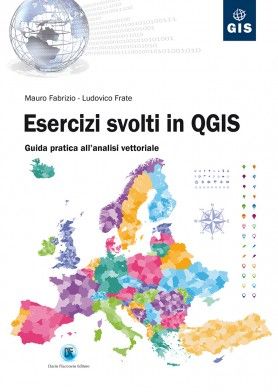 GIS
Mauro Fabrizio - Ludovico Frate
Esercizi svolti in QGIS
Guida pratica all'analisi vettoriale
Dario Flaccovio Editore